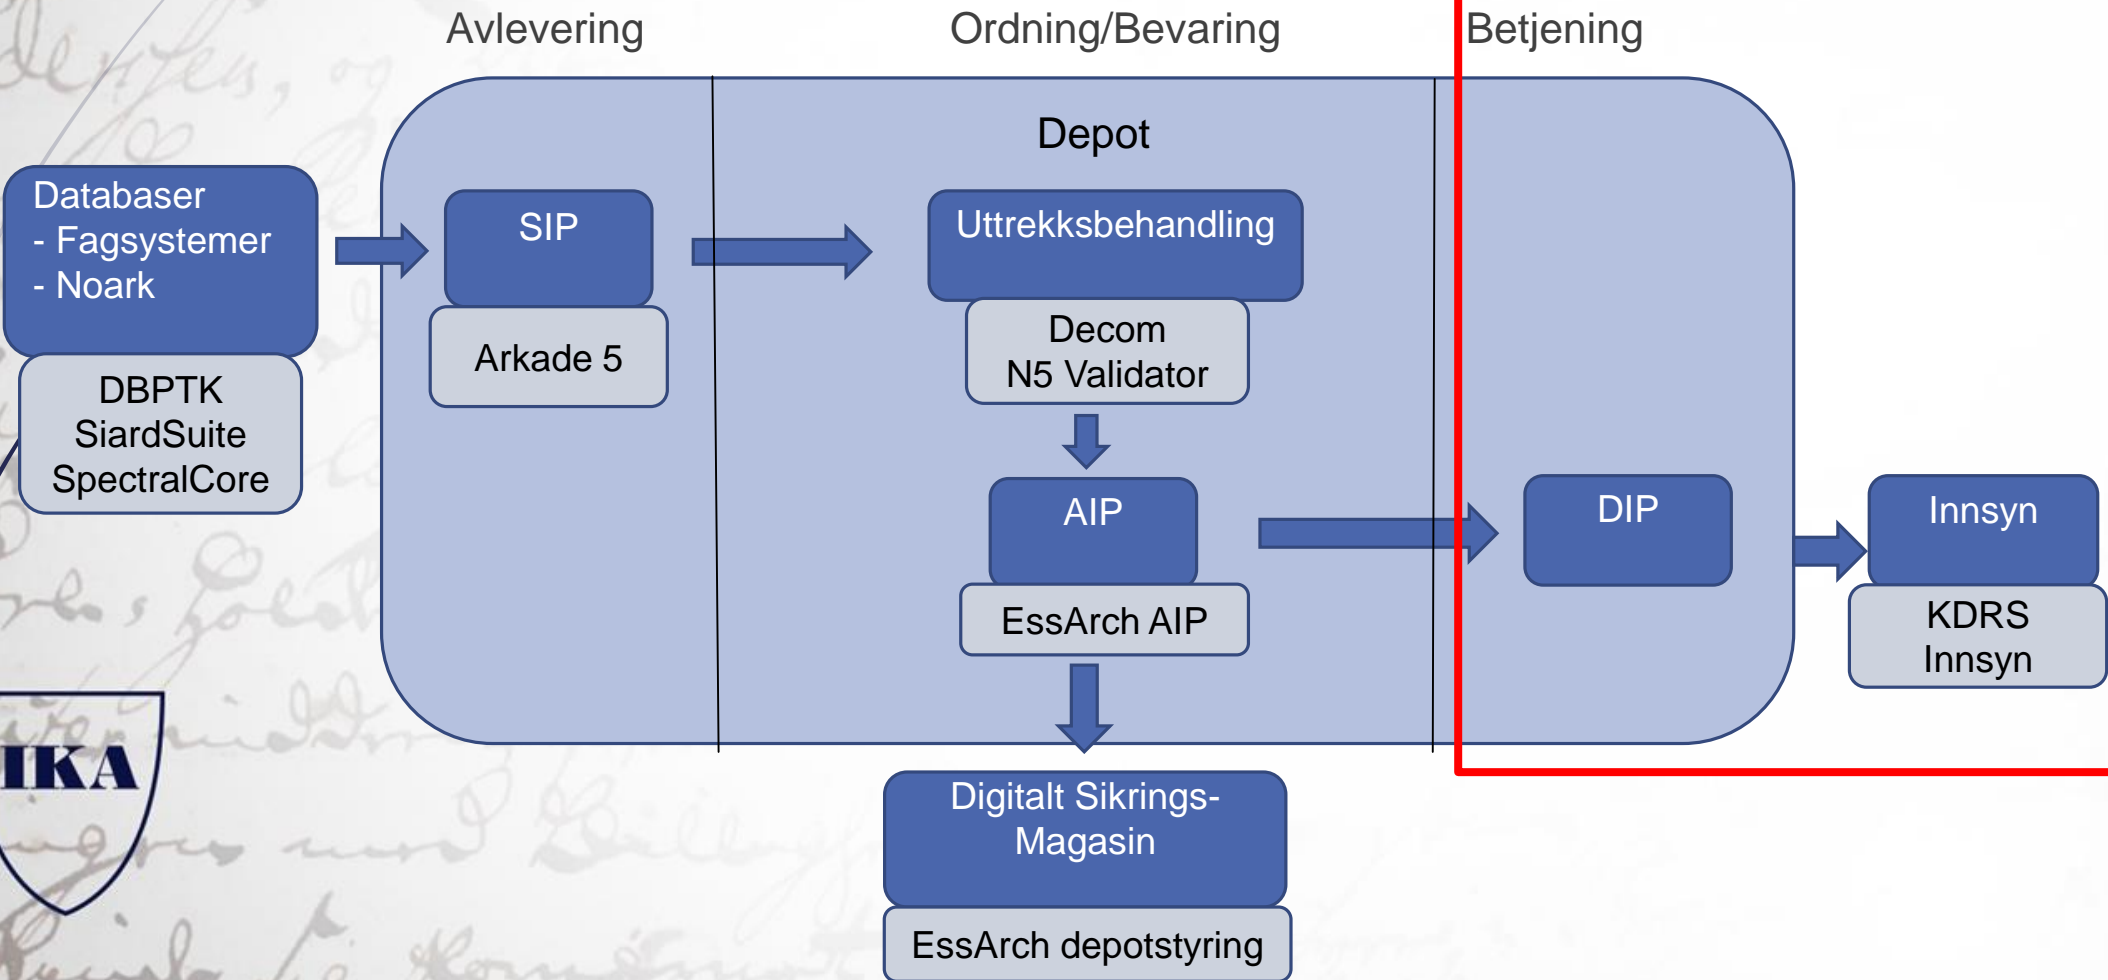 Avlevering
Ordning/Bevaring
Betjening
Depot
Databaser
- Fagsystemer
- Noark
DBPTK
SiardSuite
SpectralCore
SIP
Arkade 5
Uttrekksbehandling
Decom
N5 Validator
AIP
EssArch AIP
DIP
Innsyn
KDRS
Innsyn
Digitalt Sikrings-
Magasin
EssArch depotstyring
IKA